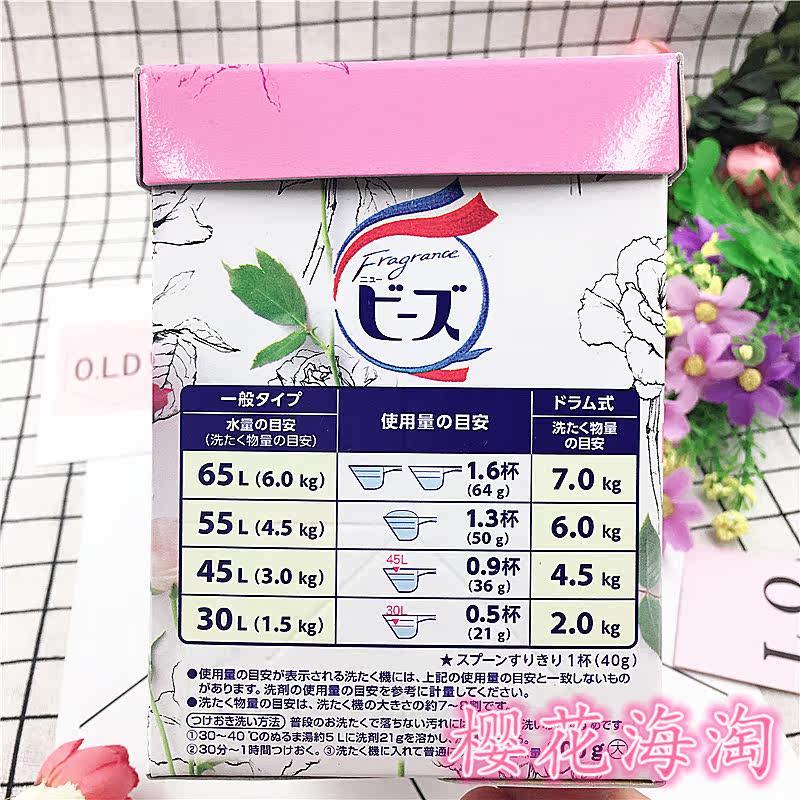 樱花海淘
O.LD
Fragrance
ニュー
ビーズ
一般タイプ
水量の目安
(洗たく物量の目安)
使用量の目安
ドラム式
洗たく物量
の目安
65L(6.0 kg) 1.6杯 (64 g) 7.0 kg
55L(4.5 kg) 1.3杯 (50 g) 6.0 kg
45L(3.0 kg) 45L 0.9杯 (36 g) 4.5 kg
30L(1.5 kg) 30L 0.5杯 (21 g) 2.0 kg
★スプーンすりきり1杯(40g)
●使用量の目安が表示される洗たく機には、上記の使用量の目安と一致しないもの
があります。洗剤の使用量の目安を参考に計量してください。
●洗たく物量の目安は、洗たく機の大きさの約7~8割です。
つけおき洗い方法 普段のお洗たくで落ちない汚れに
①30~40℃のぬるま湯約5Lに洗剤21gを溶かし
②30分~1時間つけおく。③洗たく機に入れて普通
樱花海淘
LO